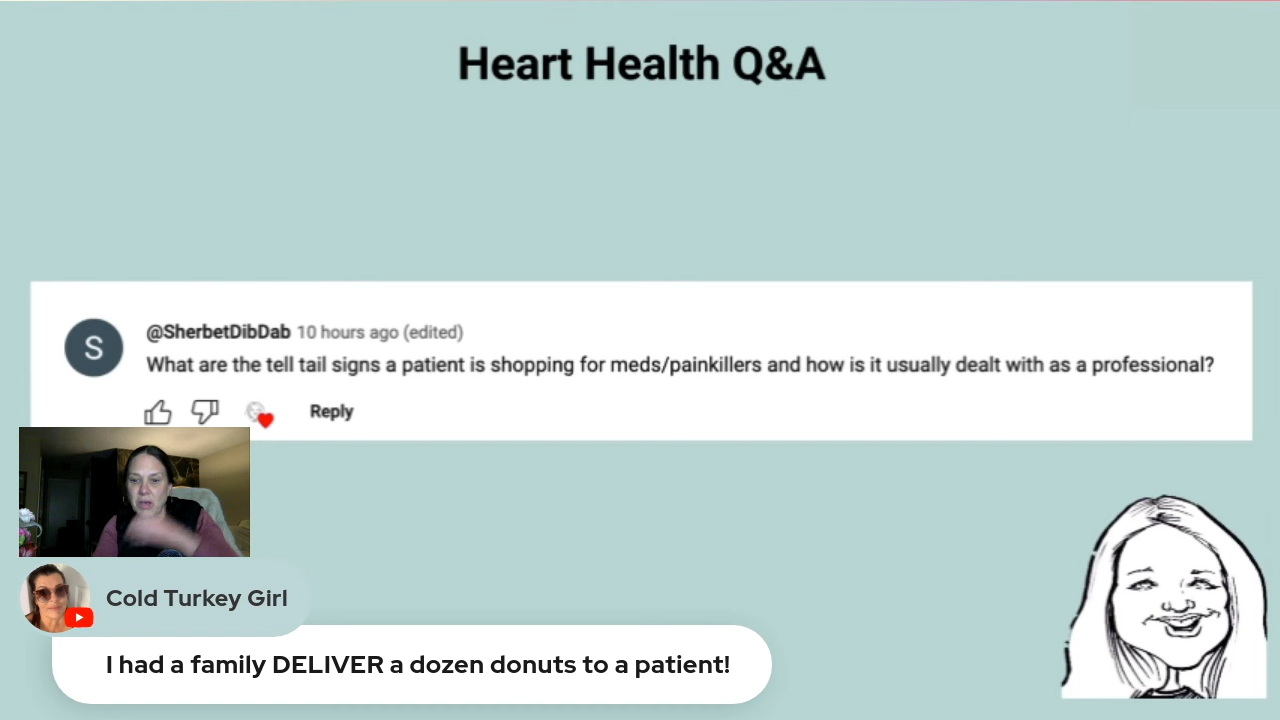 Heart Health Q&A
S
@SherbetDibDab 10 hours ago (edited)
What are the tell tail signs a patient is shopping for meds/painkillers and how is it usually dealt with as a professional?
Reply
Cold Turkey Girl
I had a family DELIVER a dozen donuts to a patient!